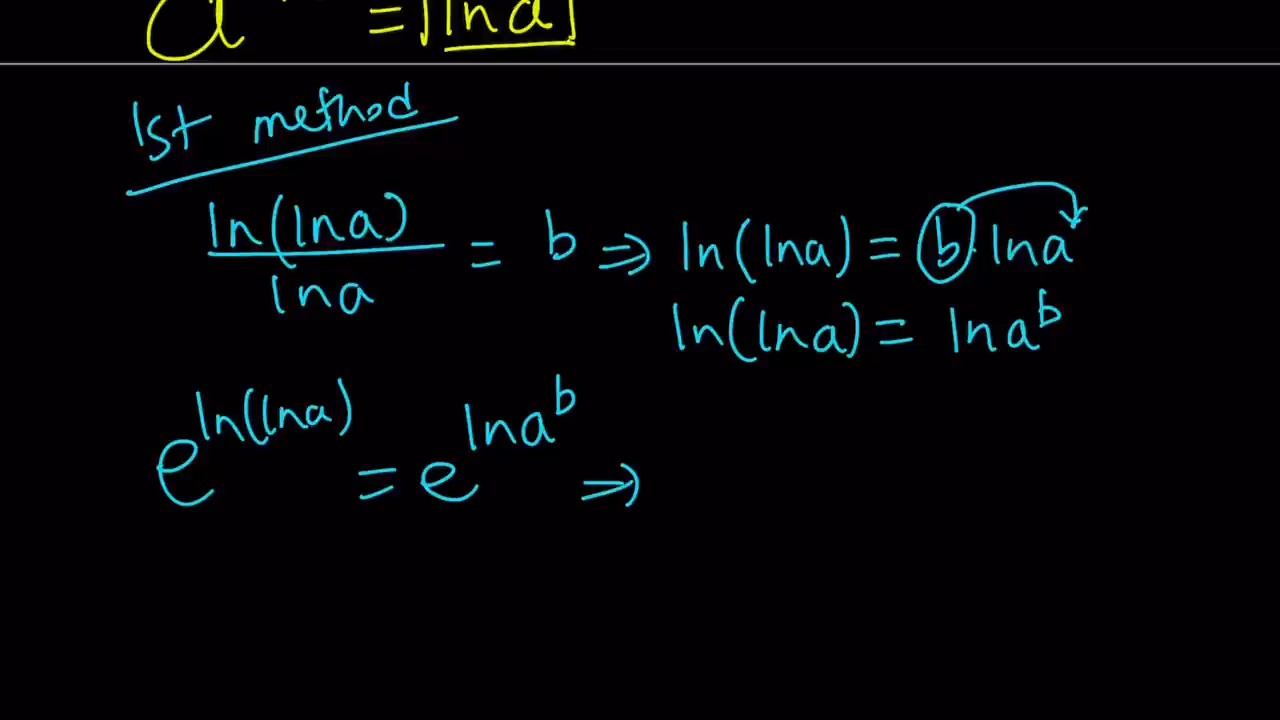 a = ln a
1st method
ln(ln a) / ln a = b ⇒ ln(ln a) = b · ln a
ln(ln a) = ln a^b
e^ln(ln a) = e^ln a^b ⇒